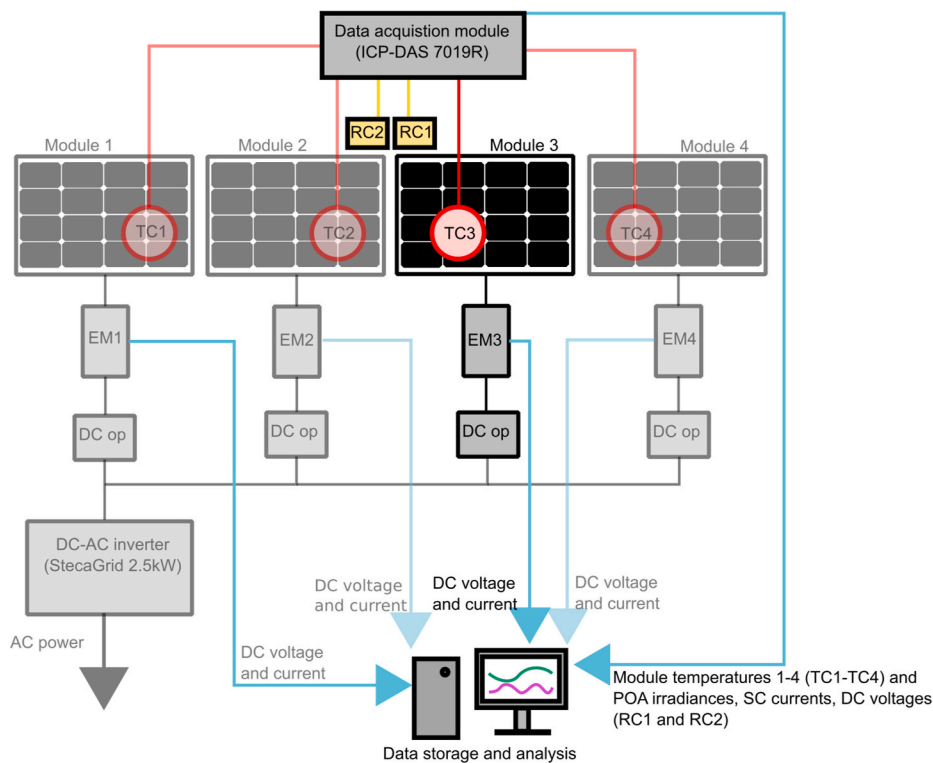 Data acquistion module
(ICP-DAS 7019R)
RC2
RC1
Module 1
Module 2
Module 3
Module 4
TC1
TC2
TC3
TC4
EM1
EM2
EM3
EM4
DC op
DC op
DC op
DC op
DC-AC inverter
(StecaGrid 2.5kW)
AC power
DC voltage
and current
DC voltage
and current
DC voltage
and current
DC voltage
and current
Module temperatures 1-4 (TC1-TC4) and
POA irradiances, SC currents, DC voltages
(RC1 and RC2)
Data storage and analysis